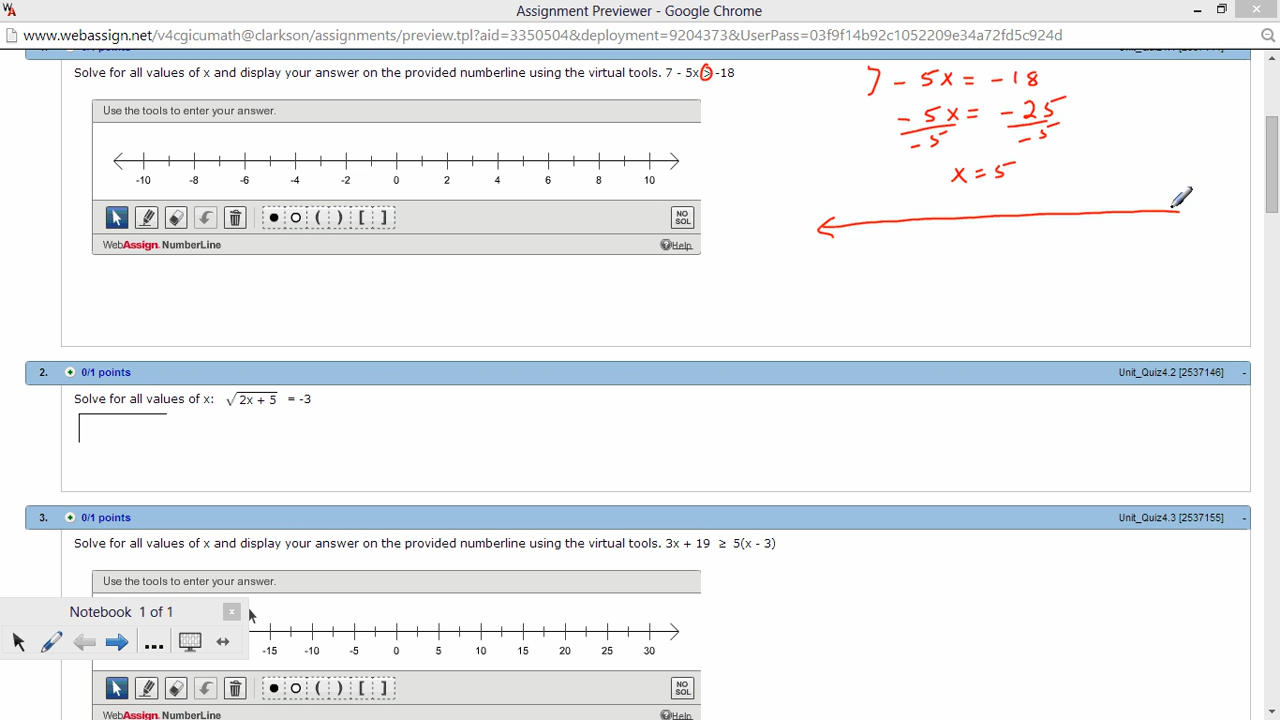 Assignment Previewer - Google Chrome
www.webassign.net/v4cgicumath@clarkson/assignments/preview.tpl?aid=3350504&deployment=9204373&UserPass=03f9f14b92c1052209e34a72fd5c924d
Solve for all values of x and display your answer on the provided numberline using the virtual tools. 7 - 5x > -18
7 - 5x = -18
Use the tools to enter your answer.
-5x = -25
-5 -5
x = 5
-10 -8 -6 -4 -2 0 2 4 6 8 10
( ) [ ] NO SOL
WebAssign. NumberLine Help
2. 0/1 points Unit_Quiz4.2 [2537146] -
Solve for all values of x: √2x + 5 = -3
3. 0/1 points Unit_Quiz4.3 [2537155] -
Solve for all values of x and display your answer on the provided numberline using the virtual tools. 3x + 19 ≥ 5(x - 3)
Use the tools to enter your answer.
Notebook 1 of 1 x
...
-15 -10 -5 0 5 10 15 20 25 30
( ) [ ] NO SOL
WebAssign. NumberLine Help